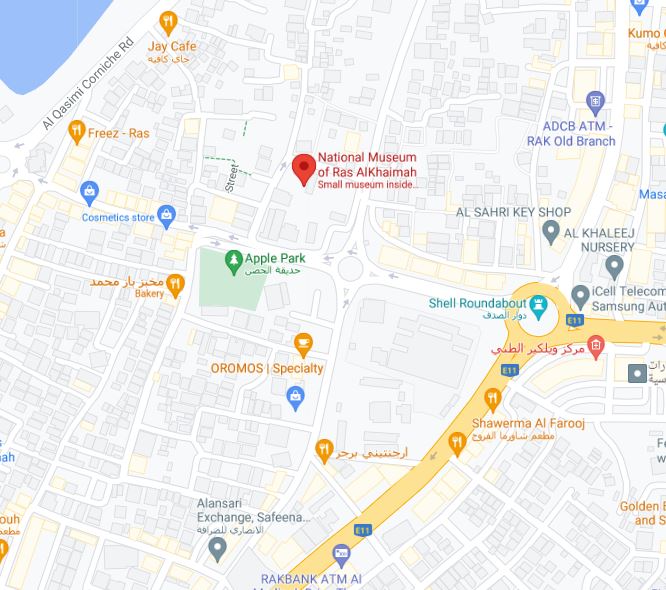 Kumo
كافية
Jay Cafe
جاي كافيه
Al Qasimi Corniche Rd
ADCB ATM -
RAK Old Branch
Freez - Ras
National Museum
of Ras AlKhaimah
Small museum inside...
Street
Masa
Cosmetics store
AL SAHRI KEY SHOP
AL KHALEEJ
NURSERY
Apple Park
حديقة الحصن
مخبز باز محمد
Bakery
iCell Telecom
Samsung Aut
Shell Roundabout
دوار الصدف
E11
مركز ويلكير الطبي
OROMOS | Specialty
E11
Shawerma Al Farooj
مطعم شاورما الفروج
ارجنتيني برجر
ah
Alansari
Exchange, Safeena...
الانصاري للصرافة
Golden
and S
ouh
مطعم
E11
RAKBANK ATM Al